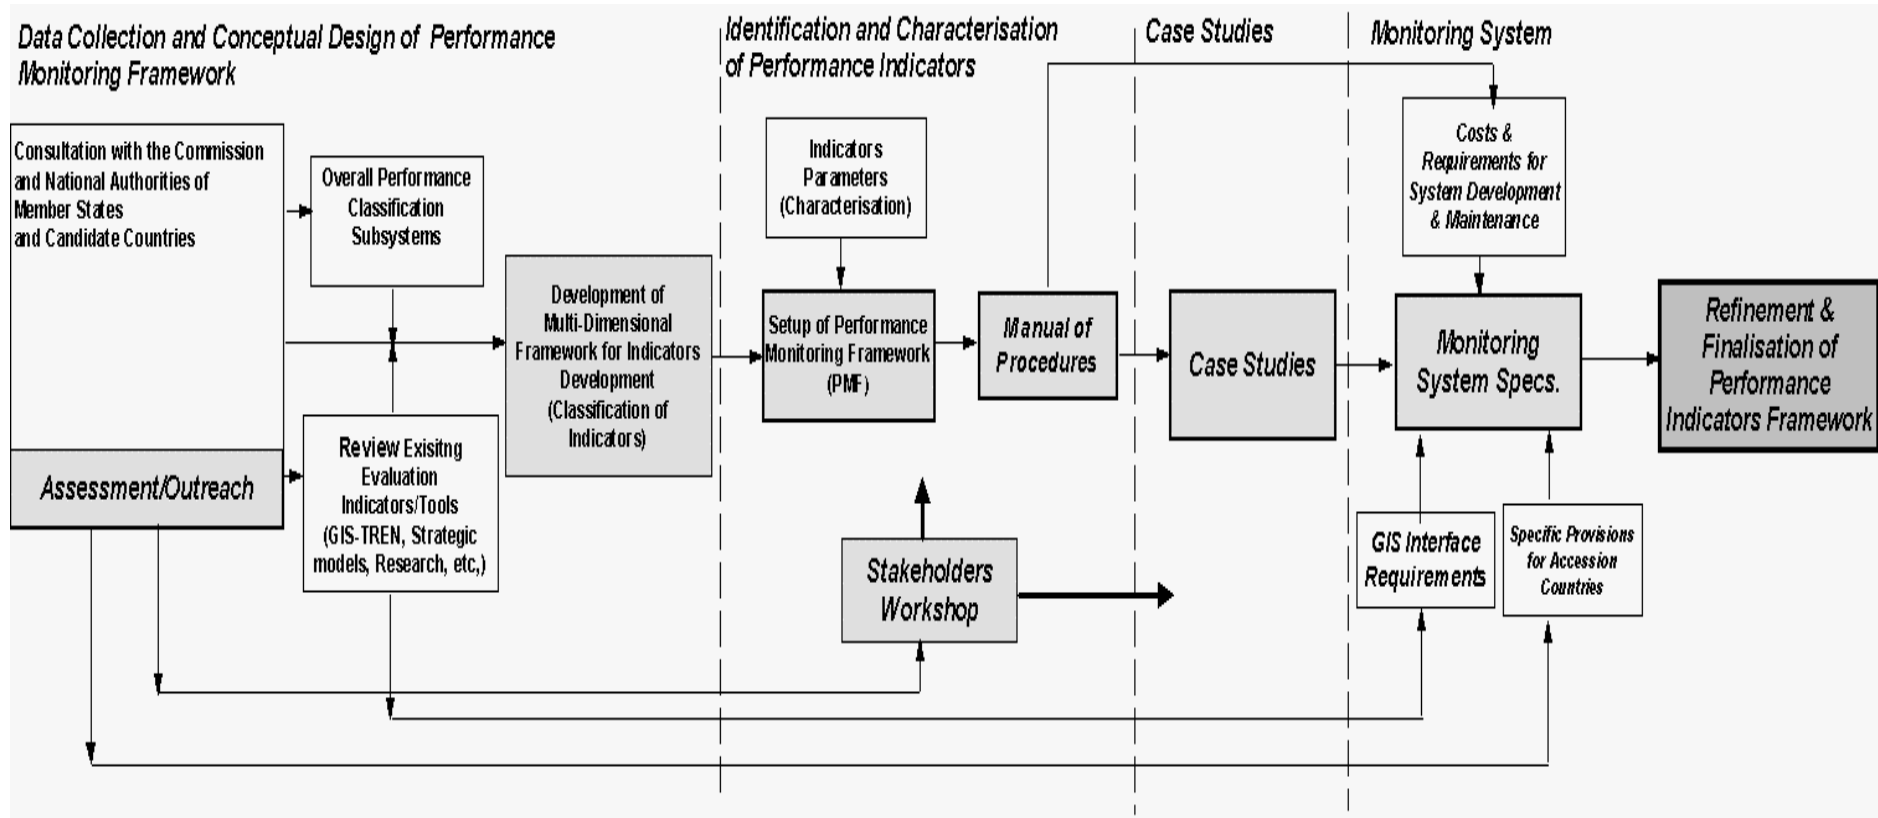 Data Collection and Conceptual Design of Performance
Monitoring Framework
Identification and Characterisation
of Performance Indicators
Case Studies
Monitoring System
Consultation with the Commission
and National Authorities of
Member States
and Candidate Countries
Assessment/Outreach
Overall Performance
Classification
Subsystems
Review Exisitng
Evaluation
Indicators/Tools
(GIS-TREN, Strategic
models, Research, etc,)
Development of
Multi-Dimensional
Framework for Indicators
Development
(Classification of
Indicators)
Indicators
Parameters
(Characterisation)
Setup of Performance
Monitoring Framework
(PMF)
Manual of
Procedures
Stakeholders
Workshop
Case Studies
Costs &
Requirements for
System Development
& Maintenance
Monitoring
System Specs.
GIS Interface
Requirements
Specific Provisions
for Accession
Countries
Refinement &
Finalisation of
Performance
Indicators Framework